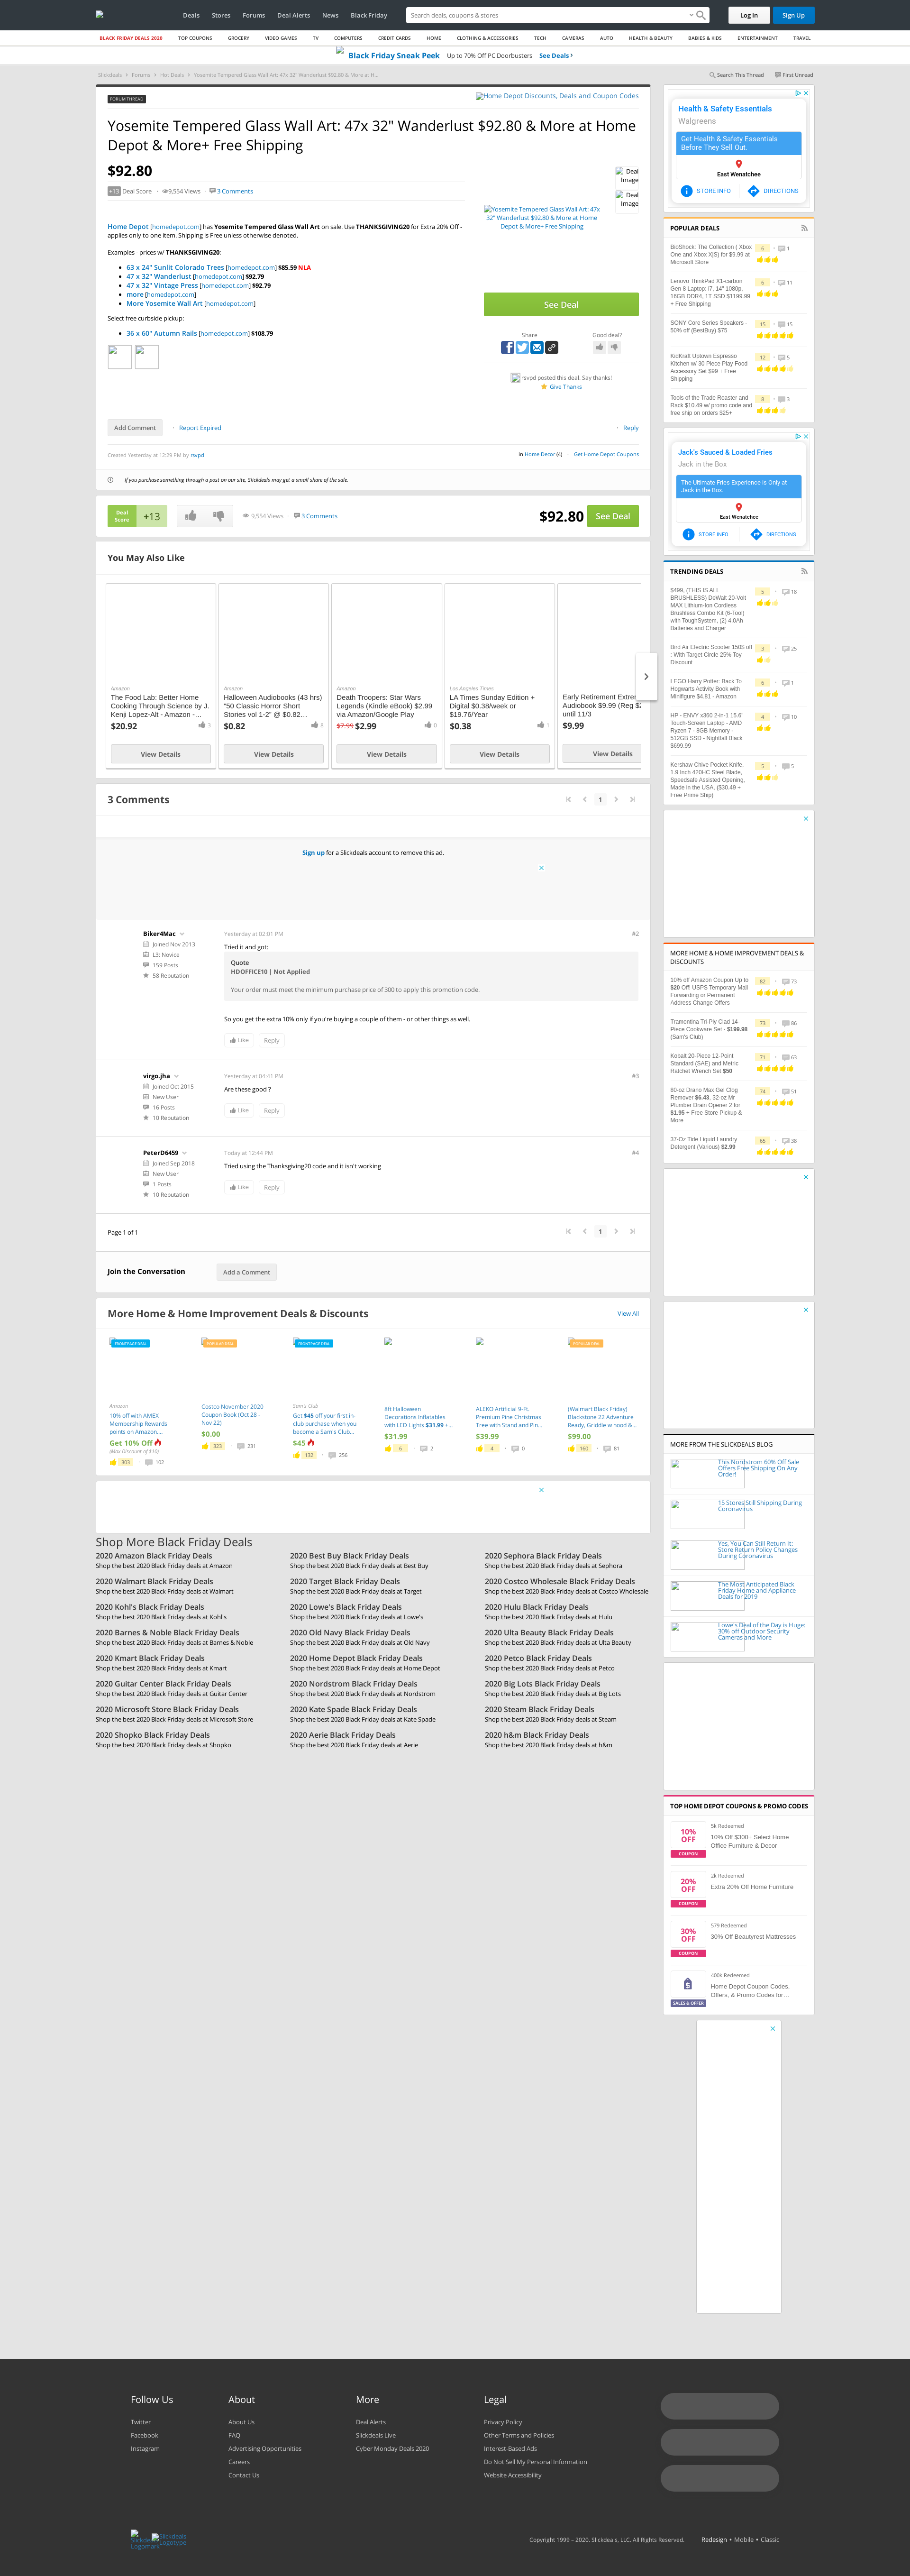 Deals Stores Forums Deal Alerts News Black Friday
Search deals, coupons & stores
Log In Sign Up
BLACK FRIDAY DEALS 2020 TOP COUPONS GROCERY VIDEO GAMES TV COMPUTERS CREDIT CARDS HOME CLOTHING & ACCESSORIES TECH CAMERAS AUTO HEALTH & BEAUTY BABIES & KIDS ENTERTAINMENT TRAVEL
Black Friday Sneak Peek Up to 70% Off PC Doorbusters See Deals
Slickdeals Forums Hot Deals Yosemite Tempered Glass Wall Art: 47x 32" Wanderlust $92.80 & More at H...
Search This Thread First Unread
FORUM THREAD
Home Depot Discounts, Deals and Coupon Codes
Yosemite Tempered Glass Wall Art: 47x 32" Wanderlust $92.80 & More at Home
Depot & More+ Free Shipping
$92.80
+13 Deal Score 9,554 Views 3 Comments
Home Depot [homedepot.com] has Yosemite Tempered Glass Wall Art on sale. Use THANKSGIVING20 for Extra 20% Off -
applies only to one item. Shipping is Free unless otherwise denoted.
Examples - prices w/ THANKSGIVING20:
63 x 24" Sunlit Colorado Trees [homedepot.com] $85.59 NLA
47 x 32" Wanderlust [homedepot.com] $92.79
47 x 32" Vintage Press [homedepot.com] $92.79
more [homedepot.com]
More Yosemite Wall Art [homedepot.com]
Select free curbside pickup:
36 x 60" Autumn Rails [homedepot.com] $108.79
Yosemite Tempered Glass Wall Art: 47x
32" Wanderlust $92.80 & More at Home
Depot & More+ Free Shipping
Deal
Image
Deal
Image
See Deal
Share Good deal?
rsvpd posted this deal. Say thanks!
Give Thanks
Add Comment Report Expired Reply
Created Yesterday at 12:29 PM by rsvpd
in Home Decor (4) Get Home Depot Coupons
If you purchase something through a post on our site, Slickdeals may get a small share of the sale.
Deal
Score
+13
9,554 Views 3 Comments
$92.80 See Deal
You May Also Like
Amazon
The Food Lab: Better Home
Cooking Through Science by J.
Kenji Lopez-Alt - Amazon -...
$20.92 3
View Details
Amazon
Halloween Audiobooks (43 hrs)
"50 Classic Horror Short
Stories vol 1-2" @ $0.82...
$0.82 8
View Details
Amazon
Death Troopers: Star Wars
Legends (Kindle eBook) $2.99
via Amazon/Google Play
$7.99 $2.99 0
View Details
Los Angeles Times
LA Times Sunday Edition +
Digital $0.38/week or
$19.76/Year
$0.38 1
View Details
Early Retirement Extrem
Audiobook $9.99 (Reg $2
until 11/3
$9.99
View Details
3 Comments
1
Sign up for a Slickdeals account to remove this ad.
Biker4Mac
Joined Nov 2013
L3: Novice
159 Posts
58 Reputation
Yesterday at 02:01 PM #2
Tried it and got:
Quote
HDOFFICE10 | Not Applied
Your order must meet the minimum purchase price of 300 to apply this promotion code.
So you get the extra 10% only if you're buying a couple of them - or other things as well.
Like Reply
virgo.jha
Joined Oct 2015
New User
16 Posts
10 Reputation
Yesterday at 04:41 PM #3
Are these good ?
Like Reply
PeterD6459
Joined Sep 2018
New User
1 Posts
10 Reputation
Today at 12:44 PM #4
Tried using the Thanksgiving20 code and it isn't working
Like Reply
Page 1 of 1
1
Join the Conversation Add a Comment
More Home & Home Improvement Deals & Discounts View All
FRONTPAGE DEAL
Amazon
10% off with AMEX
Membership Rewards
points on Amazon....
Get 10% Off
(Max Discount of $10)
303 102
POPULAR DEAL
Costco November 2020
Coupon Book (Oct 28 -
Nov 22)
$0.00
323 231
FRONTPAGE DEAL
Sam's Club
Get $45 off your first in-
club purchase when you
become a Sam's Club...
$45
132 256
8ft Halloween
Decorations Inflatables
with LED Lights $31.99 +...
$31.99
6 2
ALEKO Artificial 9-Ft.
Premium Pine Christmas
Tree with Stand and Pin...
$39.99
4 0
POPULAR DEAL
(Walmart Black Friday)
Blackstone 22 Adventure
Ready, Griddle w hood &...
$99.00
160 81
Shop More Black Friday Deals
2020 Amazon Black Friday Deals
Shop the best 2020 Black Friday deals at Amazon
2020 Best Buy Black Friday Deals
Shop the best 2020 Black Friday deals at Best Buy
2020 Sephora Black Friday Deals
Shop the best 2020 Black Friday deals at Sephora
2020 Walmart Black Friday Deals
Shop the best 2020 Black Friday deals at Walmart
2020 Target Black Friday Deals
Shop the best 2020 Black Friday deals at Target
2020 Costco Wholesale Black Friday Deals
Shop the best 2020 Black Friday deals at Costco Wholesale
2020 Kohl's Black Friday Deals
Shop the best 2020 Black Friday deals at Kohl's
2020 Lowe's Black Friday Deals
Shop the best 2020 Black Friday deals at Lowe's
2020 Hulu Black Friday Deals
Shop the best 2020 Black Friday deals at Hulu
2020 Barnes & Noble Black Friday Deals
Shop the best 2020 Black Friday deals at Barnes & Noble
2020 Old Navy Black Friday Deals
Shop the best 2020 Black Friday deals at Old Navy
2020 Ulta Beauty Black Friday Deals
Shop the best 2020 Black Friday deals at Ulta Beauty
2020 Kmart Black Friday Deals
Shop the best 2020 Black Friday deals at Kmart
2020 Home Depot Black Friday Deals
Shop the best 2020 Black Friday deals at Home Depot
2020 Petco Black Friday Deals
Shop the best 2020 Black Friday deals at Petco
2020 Guitar Center Black Friday Deals
Shop the best 2020 Black Friday deals at Guitar Center
2020 Nordstrom Black Friday Deals
Shop the best 2020 Black Friday deals at Nordstrom
2020 Big Lots Black Friday Deals
Shop the best 2020 Black Friday deals at Big Lots
2020 Microsoft Store Black Friday Deals
Shop the best 2020 Black Friday deals at Microsoft Store
2020 Kate Spade Black Friday Deals
Shop the best 2020 Black Friday deals at Kate Spade
2020 Steam Black Friday Deals
Shop the best 2020 Black Friday deals at Steam
2020 Shopko Black Friday Deals
Shop the best 2020 Black Friday deals at Shopko
2020 Aerie Black Friday Deals
Shop the best 2020 Black Friday deals at Aerie
2020 h&m Black Friday Deals
Shop the best 2020 Black Friday deals at h&m
Health & Safety Essentials
Walgreens
Get Health & Safety Essentials
Before They Sell Out.
East Wenatchee
STORE INFO DIRECTIONS
POPULAR DEALS
BioShock: The Collection ( Xbox
One and Xbox X|S) for $9.99 at
Microsoft Store
6 1
Lenovo ThinkPad X1-carbon
Gen 8 Laptop: i7, 14" 1080p,
16GB DDR4, 1T SSD $1199.99
+ Free Shipping
6 11
SONY Core Series Speakers -
50% off (BestBuy) $75
15 15
KidKraft Uptown Espresso
Kitchen w/ 30 Piece Play Food
Accessory Set $99 + Free
Shipping
12 5
Tools of the Trade Roaster and
Rack $10.49 w/ promo code and
free ship on orders $25+
8 3
Jack's Sauced & Loaded Fries
Jack in the Box
The Ultimate Fries Experience is Only at
Jack in the Box.
East Wenatchee
STORE INFO DIRECTIONS
TRENDING DEALS
$499, (THIS IS ALL
BRUSHLESS) DeWalt 20-Volt
MAX Lithium-Ion Cordless
Brushless Combo Kit (6-Tool)
with ToughSystem, (2) 4.0Ah
Batteries and Charger
5 18
Bird Air Electric Scooter 150$ off
. With Target Circle 25% Toy
Discount
3 25
LEGO Harry Potter: Back To
Hogwarts Activity Book with
Minifigure $4.81 - Amazon
6 1
HP - ENVY x360 2-in-1 15.6"
Touch-Screen Laptop - AMD
Ryzen 7 - 8GB Memory -
512GB SSD - Nightfall Black
$699.99
4 10
Kershaw Chive Pocket Knife,
1.9 Inch 420HC Steel Blade,
Speedsafe Assisted Opening,
Made in the USA, ($30.49 +
Free Prime Ship)
5 5
MORE HOME & HOME IMPROVEMENT DEALS &
DISCOUNTS
10% off Amazon Coupon Up to
$20 Off! USPS Temporary Mail
Forwarding or Permanent
Address Change Offers
82 73
Tramontina Tri-Ply Clad 14-
Piece Cookware Set - $199.98
(Sam's Club)
73 86
Kobalt 20-Piece 12-Point
Standard (SAE) and Metric
Ratchet Wrench Set $50
71 63
80-oz Drano Max Gel Clog
Remover $6.43, 32-oz Mr
Plumber Drain Opener 2 for
$1.95 + Free Store Pickup &
More
74 51
37-Oz Tide Liquid Laundry
Detergent (Various) $2.99
65 38
MORE FROM THE SLICKDEALS BLOG
This Nordstrom 60% Off Sale
Offers Free Shipping On Any
Order!
15 Stores Still Shipping During
Coronavirus
Yes, You Can Still Return It:
Store Return Policy Changes
During Coronavirus
The Most Anticipated Black
Friday Home and Appliance
Deals for 2019
Lowe's Deal of the Day is Huge:
30% off Outdoor Security
Cameras and More
TOP HOME DEPOT COUPONS & PROMO CODES
10%
OFF
COUPON
5k Redeemed
10% Off $300+ Select Home
Office Furniture & Decor
20%
OFF
COUPON
2k Redeemed
Extra 20% Off Home Furniture
30%
OFF
COUPON
579 Redeemed
30% Off Beautyrest Mattresses
SALES & OFFER
400k Redeemed
Home Depot Coupon Codes,
Offers, & Promo Codes for...
Follow Us
Twitter
Facebook
Instagram
About
About Us
FAQ
Advertising Opportunities
Careers
Contact Us
More
Deal Alerts
Slickdeals Live
Cyber Monday Deals 2020
Legal
Privacy Policy
Other Terms and Policies
Interest-Based Ads
Do Not Sell My Personal Information
Website Accessibility
Slickdeals
Logotype
Copyright 1999 – 2020. Slickdeals, LLC. All Rights Reserved. Redesign • Mobile • Classic